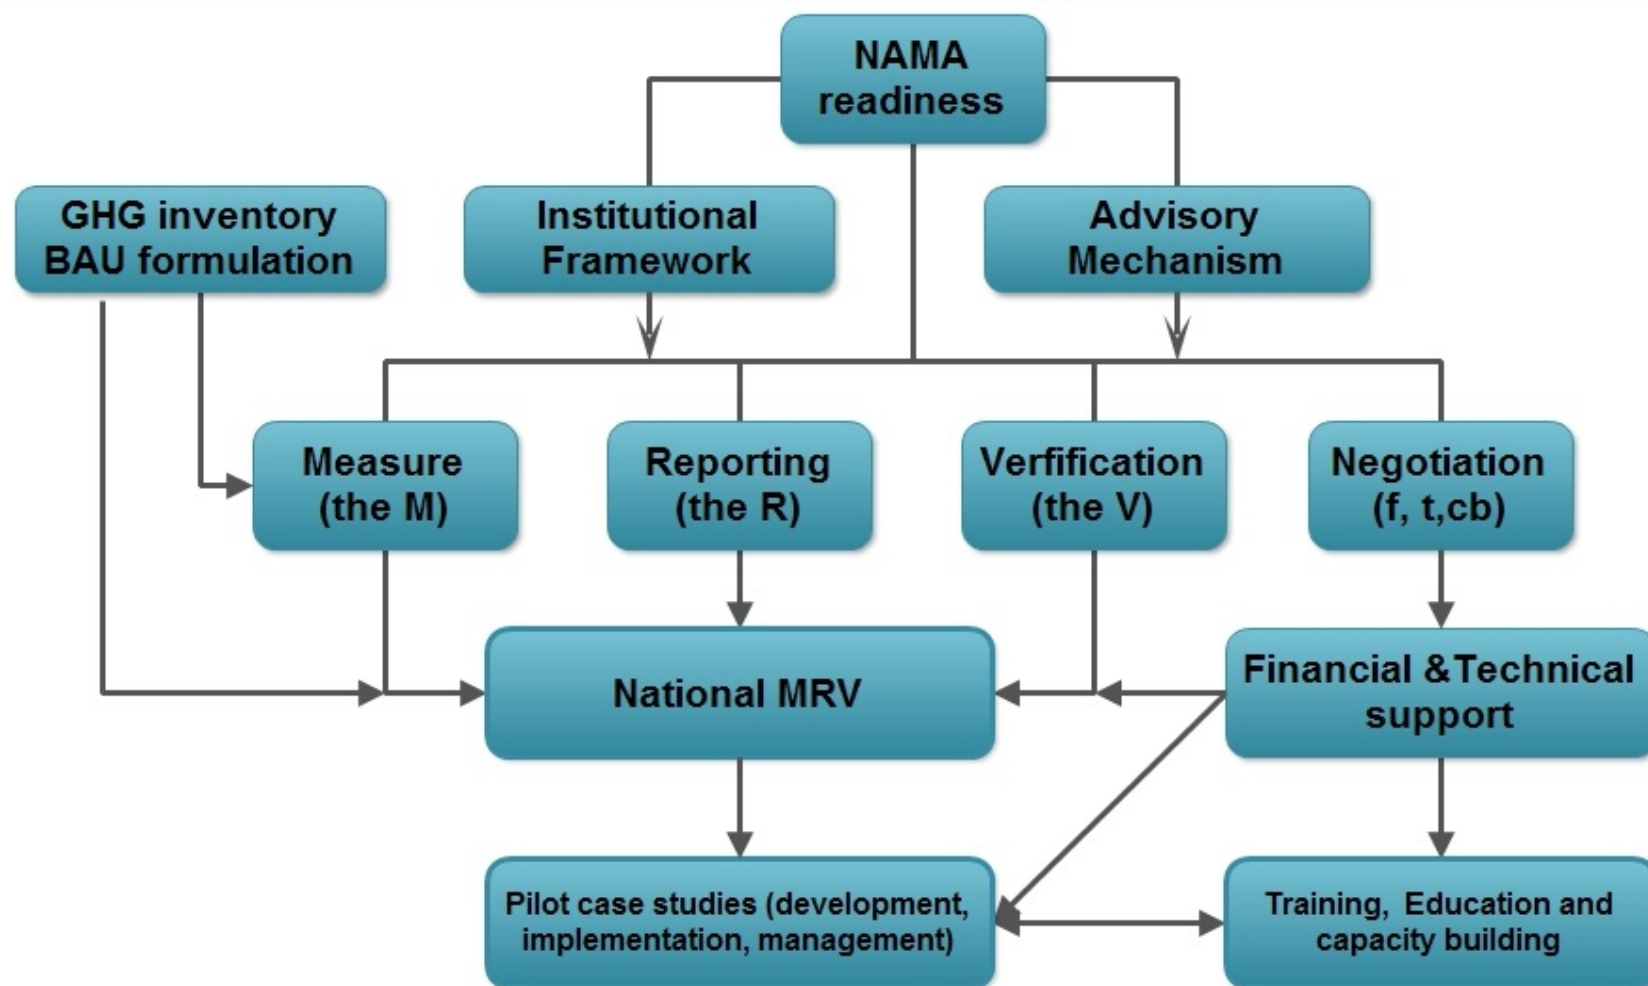 NAMA
readiness
GHG inventory
BAU formulation
Institutional
Framework
Advisory
Mechanism
Measure
(the M)
Reporting
(the R)
Verfification
(the V)
Negotiation
(f, t,cb)
National MRV
Financial &Technical
support
Pilot case studies (development,
implementation, management)
Training, Education and
capacity building